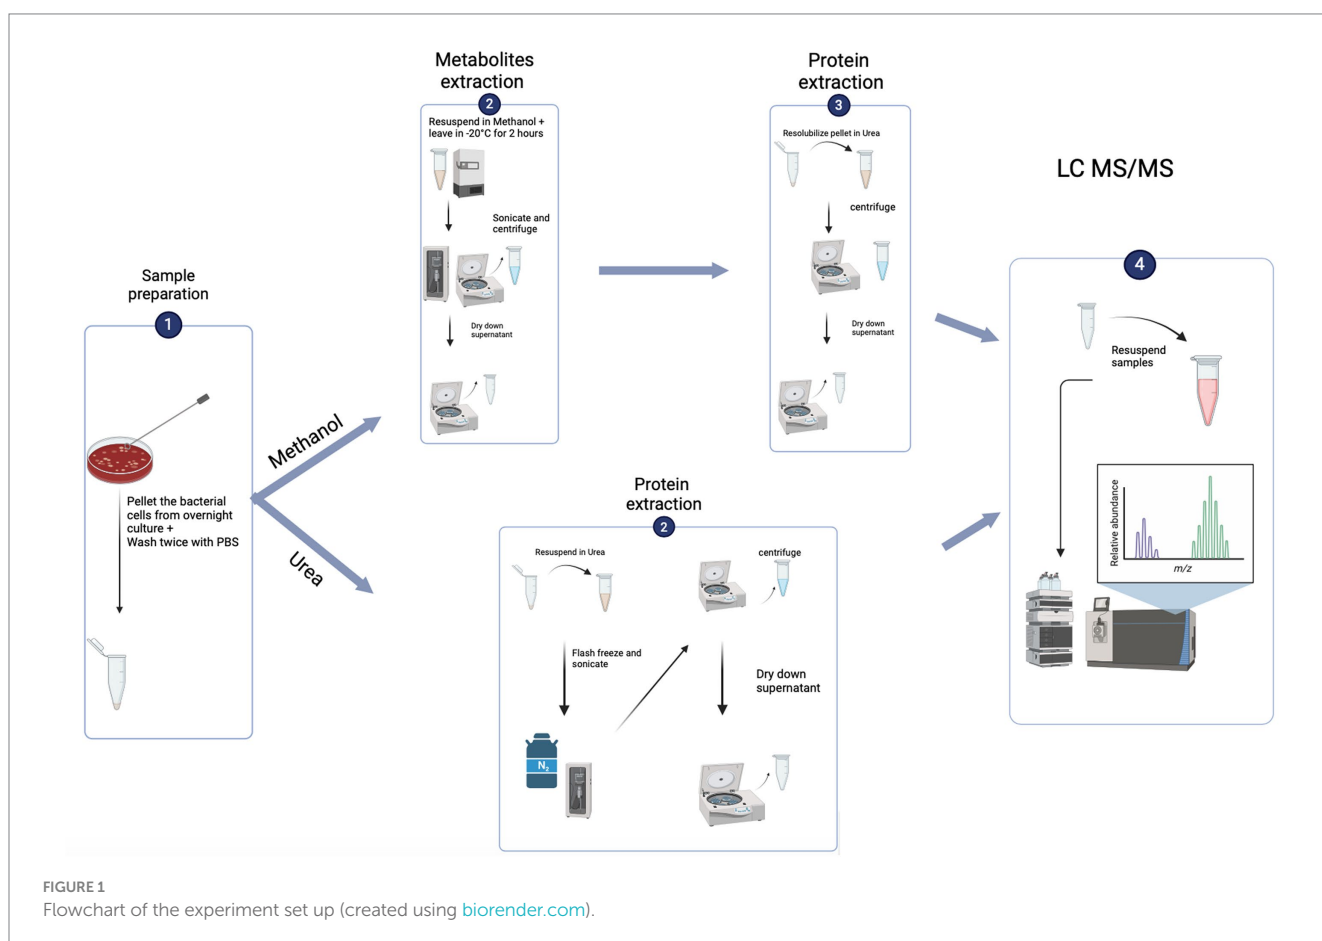 Metabolites
extraction
2
Resuspend in Methanol +
leave in -20°C for 2 hours
Sonicate and
centrifuge
Dry down
supernatant
Protein
extraction
3
Resolubilize pellet in Urea
centrifuge
Dry down
supernatant
LC MS/MS
4
Resuspend
samples
Relative abundance
m/z
Sample
preparation
1
Pellet the bacterial
cells from overnight
culture +
Wash twice with PBS
Methanol
Urea
Protein
extraction
2
Resuspend in Urea
centrifuge
Flash freeze and
sonicate
Dry down
supernatant
N₂
FIGURE 1
Flowchart of the experiment set up (created using biorender.com).